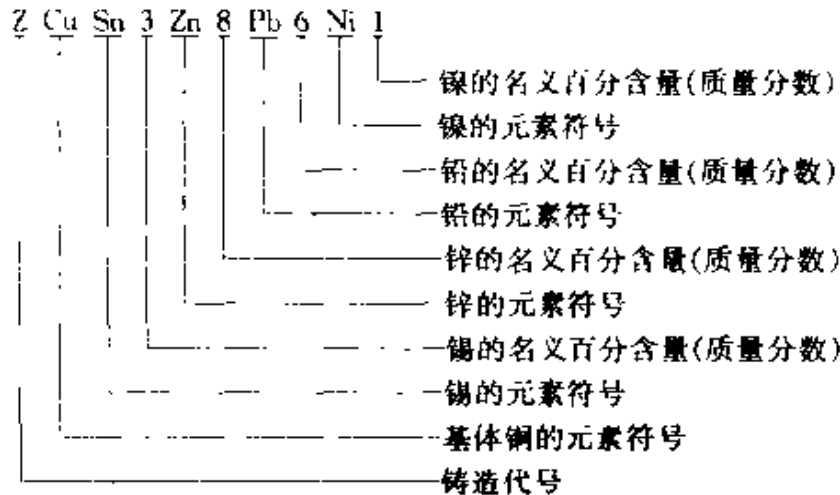 Z Cu Sn 3 Zn 8 Pb 6 Ni 1
镍的名义百分含量(质量分数)
镍的元素符号
铅的名义百分含量(质量分数)
铅的元素符号
锌的名义百分含量(质量分数)
锌的元素符号
锡的名义百分含量(质量分数)
锡的元素符号
基体铜的元素符号
铸造代号